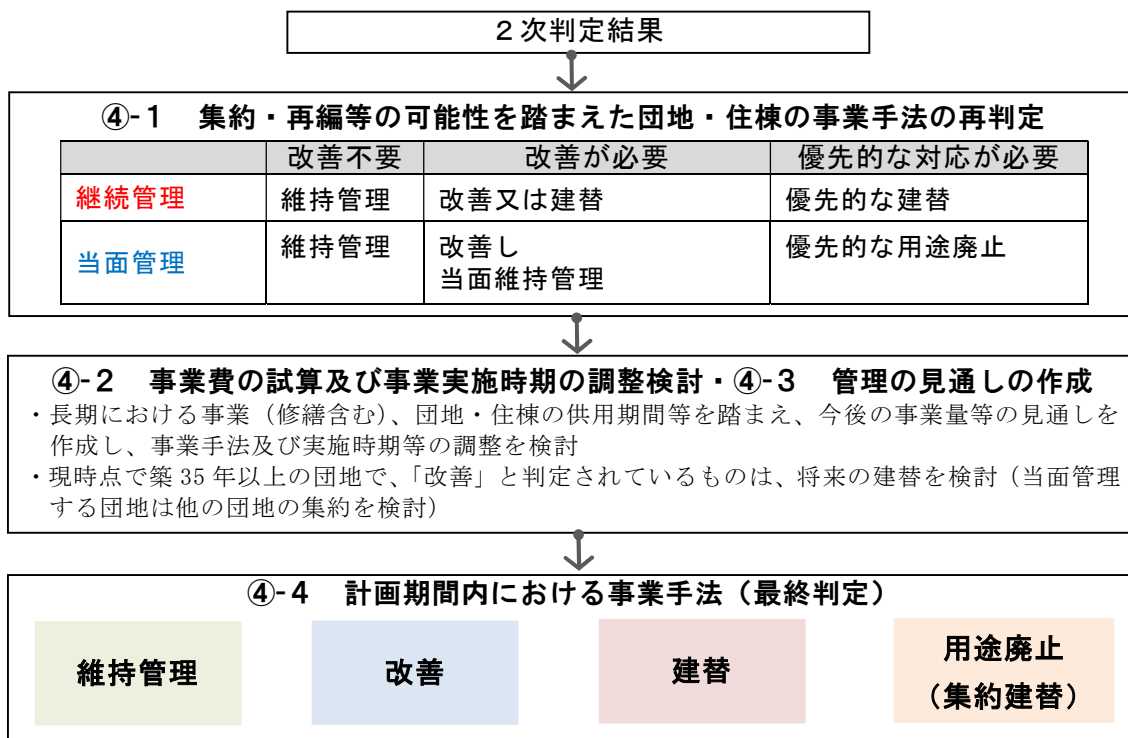 2次判定結果
④-1 集約・再編等の可能性を踏まえた団地・住棟の事業手法の再判定
改善不要 改善が必要 優先的な対応が必要
継続管理 維持管理 改善又は建替 優先的な建替
当面管理 維持管理 改善し 優先的な用途廃止
当面維持管理
④-2 事業費の試算及び事業実施時期の調整検討・④-3 管理の見通しの作成
・長期における事業(修繕含む)、団地・住棟の供用期間等を踏まえ、今後の事業量等の見通しを
作成し、事業手法及び実施時期等の調整を検討
・現時点で築35年以上の団地で、「改善」と判定されているものは、将来の建替を検討(当面管理
する団地は他の団地の集約を検討)
④-4 計画期間内における事業手法(最終判定)
維持管理 改善 建替 用途廃止
(集約建替)